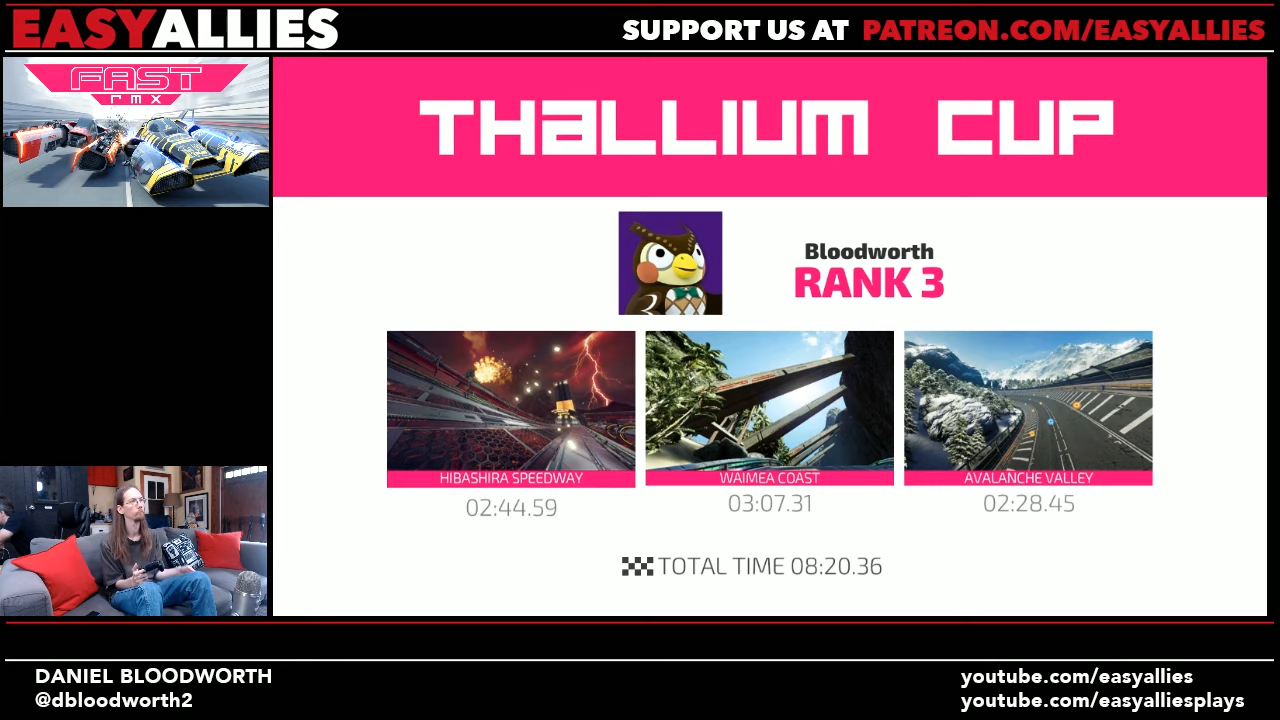 EASYALLIES
SUPPORT US AT PATREON.COM/EASYALLIES
FAST
rmx
THALLIUM CUP
Bloodworth
RANK 3
HIBASHIRA SPEEDWAY
WAIMEA COAST
AVALANCHE VALLEY
02:44.59
03:07.31
02:28.45
TOTAL TIME 08:20.36
DANIEL BLOODWORTH
@dbloodworth2
youtube.com/easyallies
youtube.com/easyalliesplays